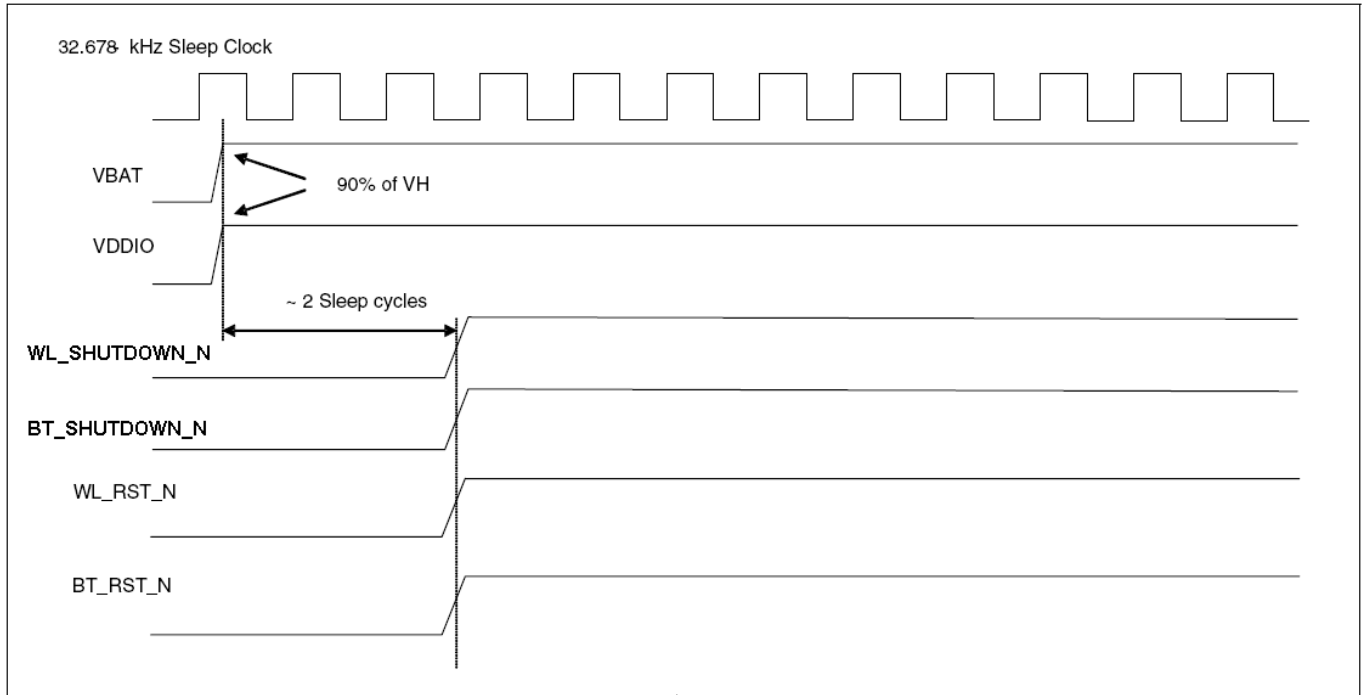 32.678- kHz Sleep Clock
VBAT
90% of VH
VDDIO
~ 2 Sleep cycles
WL_SHUTDOWN_N
BT_SHUTDOWN_N
WL_RST_N
BT_RST_N